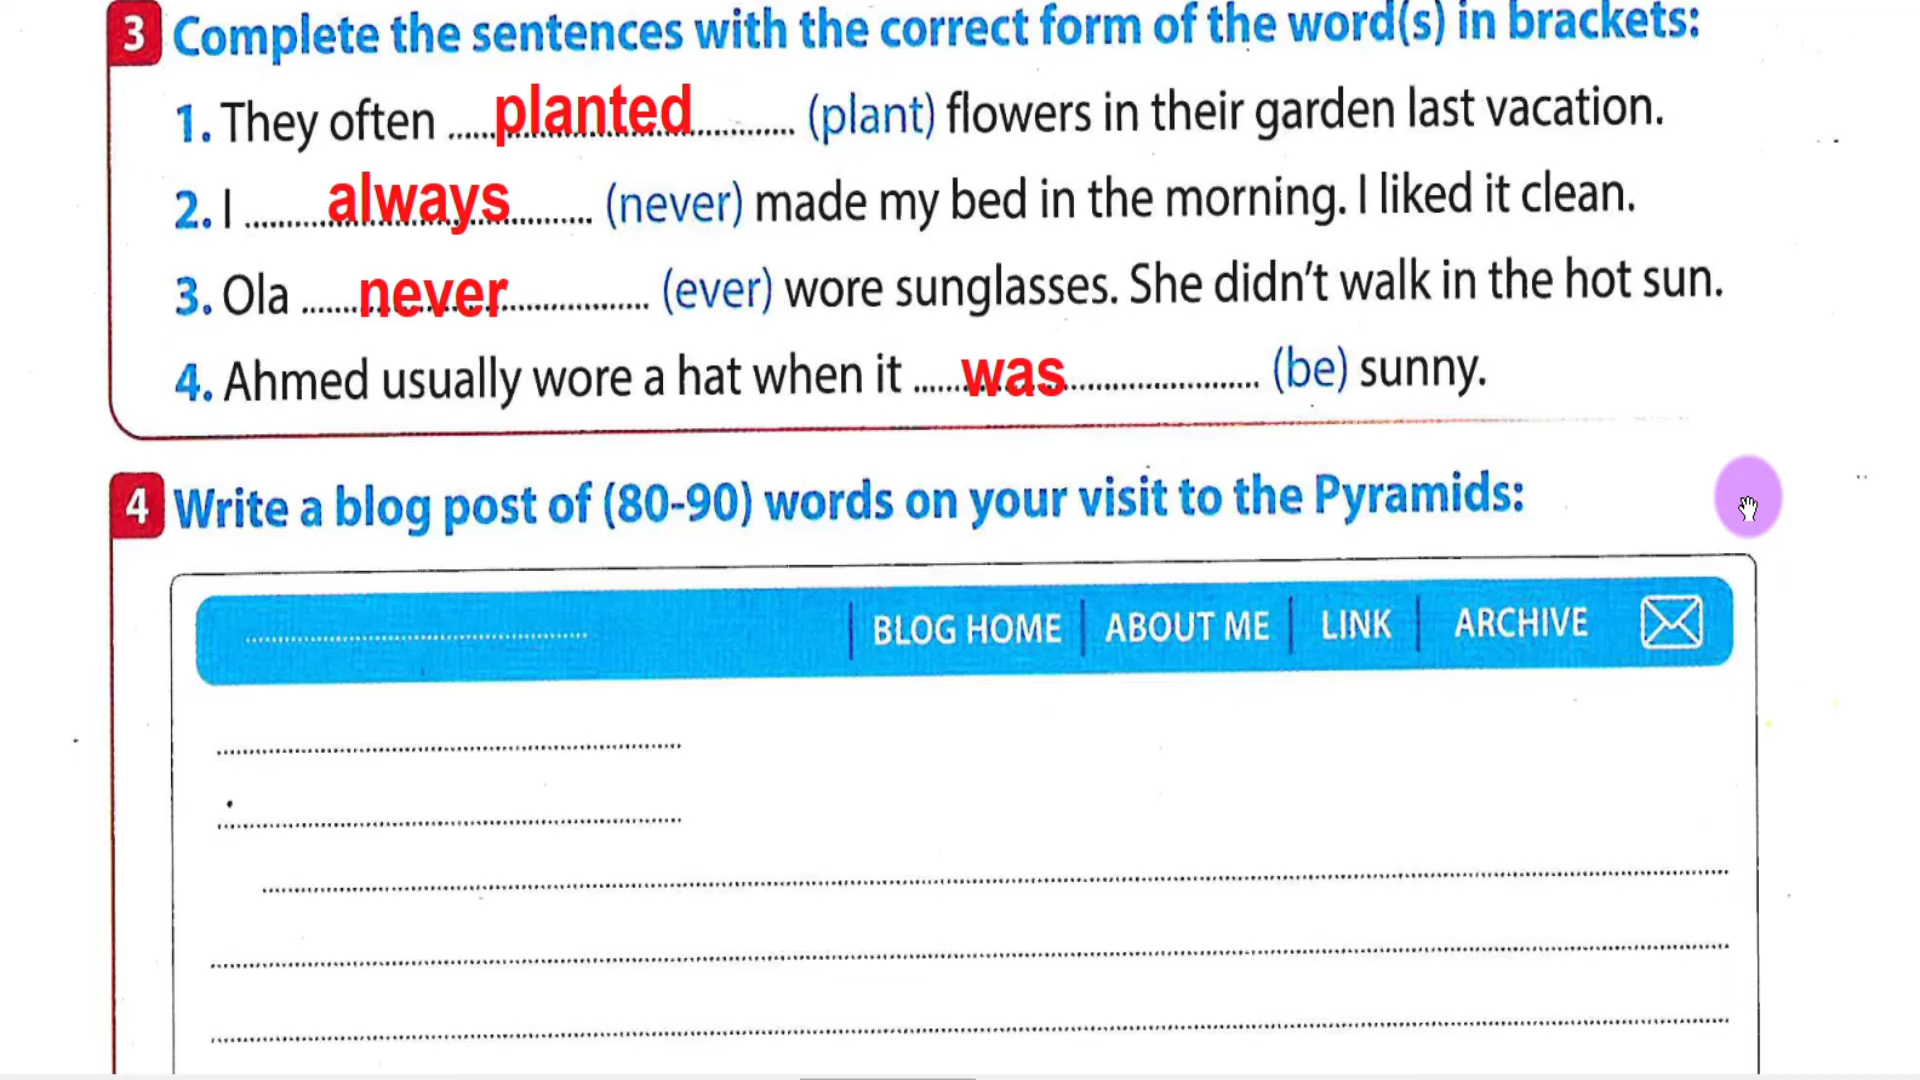 3 Complete the sentences with the correct form of the word(s) in brackets:
1. They often ......planted............ (plant) flowers in their garden last vacation.
2. I ..........always.......... (never) made my bed in the morning. I liked it clean.
3. Ola ......never................. (ever) wore sunglasses. She didn't walk in the hot sun.
4. Ahmed usually wore a hat when it ......was....................... (be) sunny.
4 Write a blog post of (80-90) words on your visit to the Pyramids:
BLOG HOME | ABOUT ME | LINK | ARCHIVE